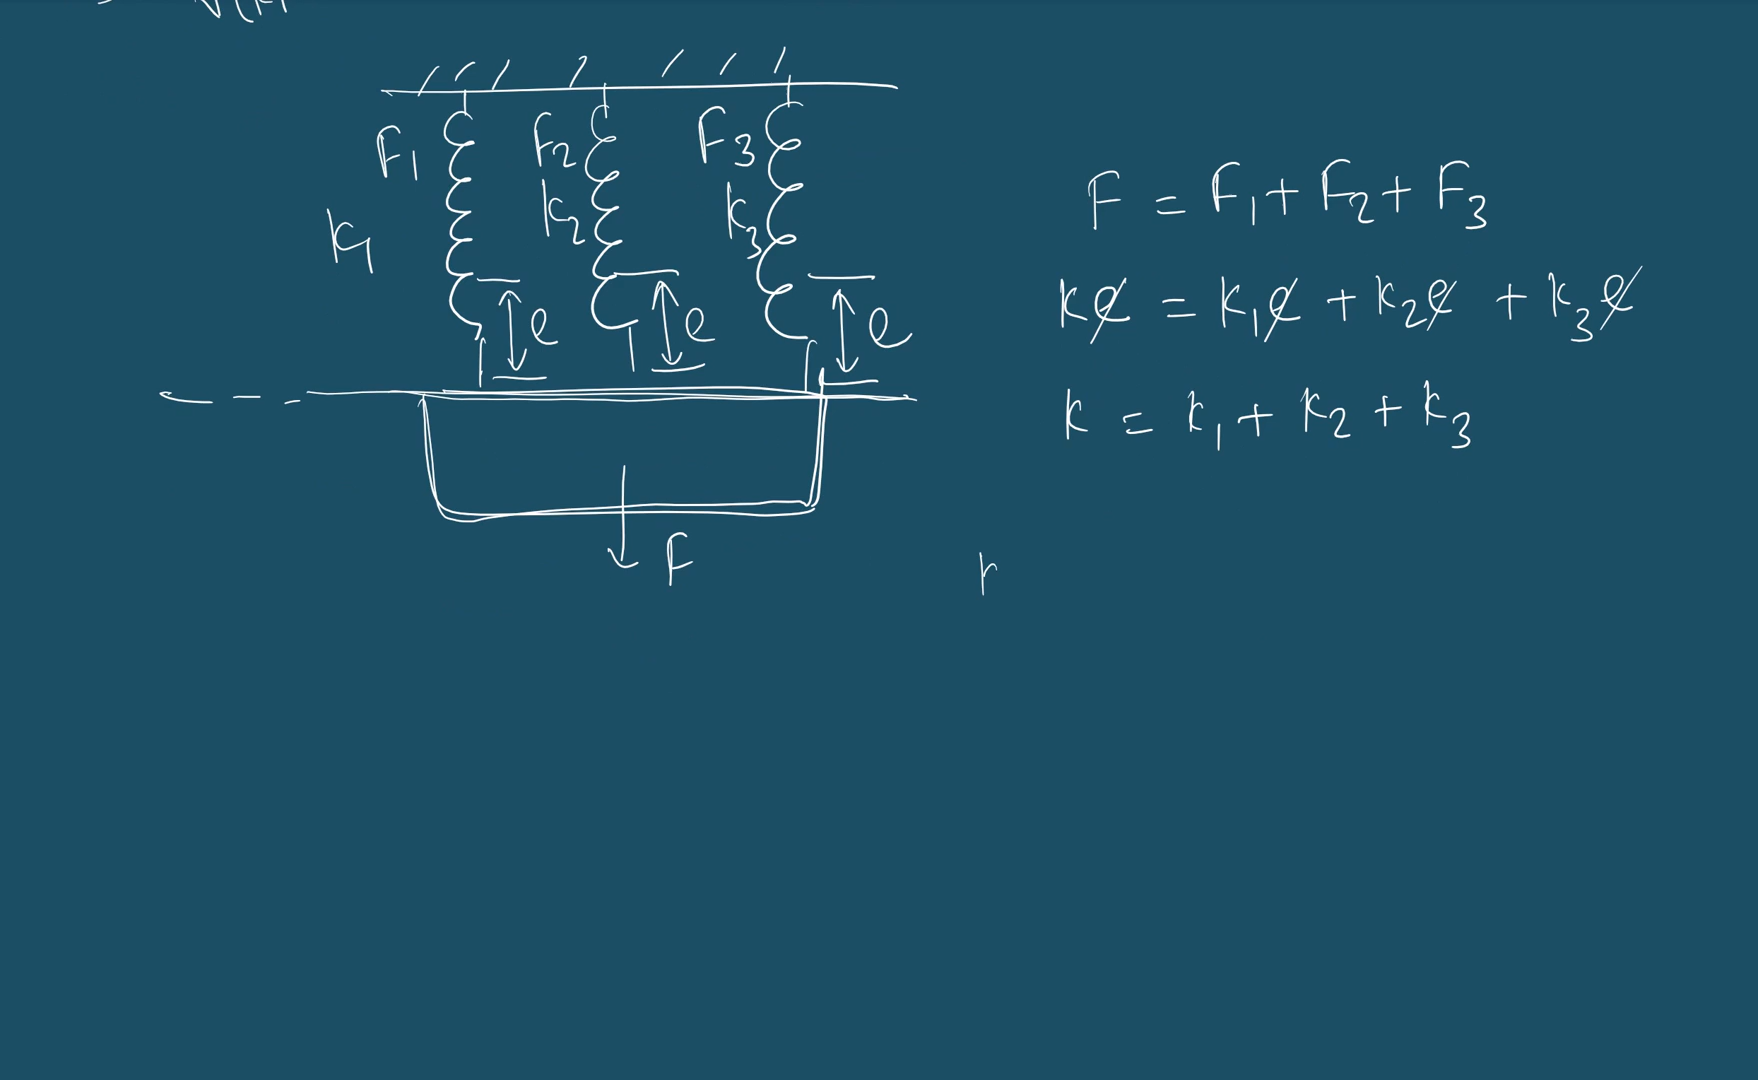 F1 F2 F3
K1 K2 K3
e e e
F
F = F1 + F2 + F3
Ke = K1e + K2e + K3e
K = K1 + K2 + K3